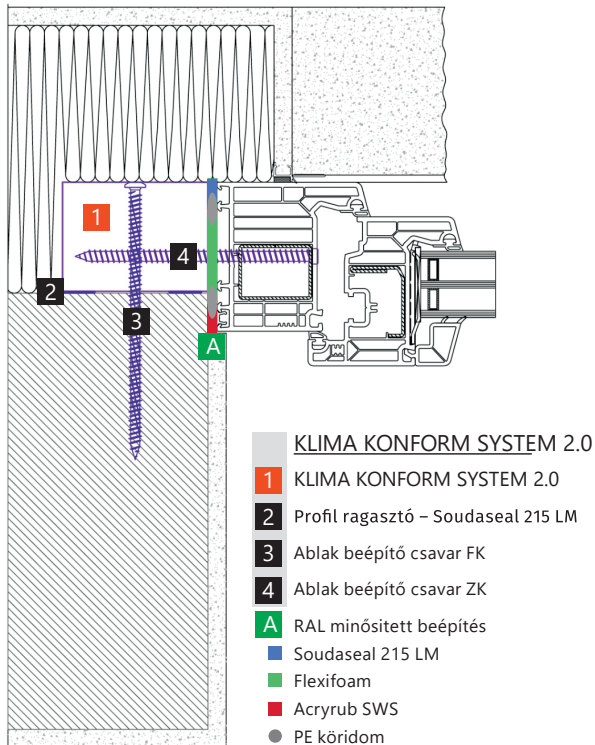 1
4
2
3
A
KLIMA KONFORM SYSTEM 2.0
1 KLIMA KONFORM SYSTEM 2.0
2 Profil ragasztó – Soudaseal 215 LM
3 Ablak beépítő csavar FK
4 Ablak beépítő csavar ZK
A RAL minősitett beépítés
Soudaseal 215 LM
Flexifoam
Acryrub SWS
PE köridom